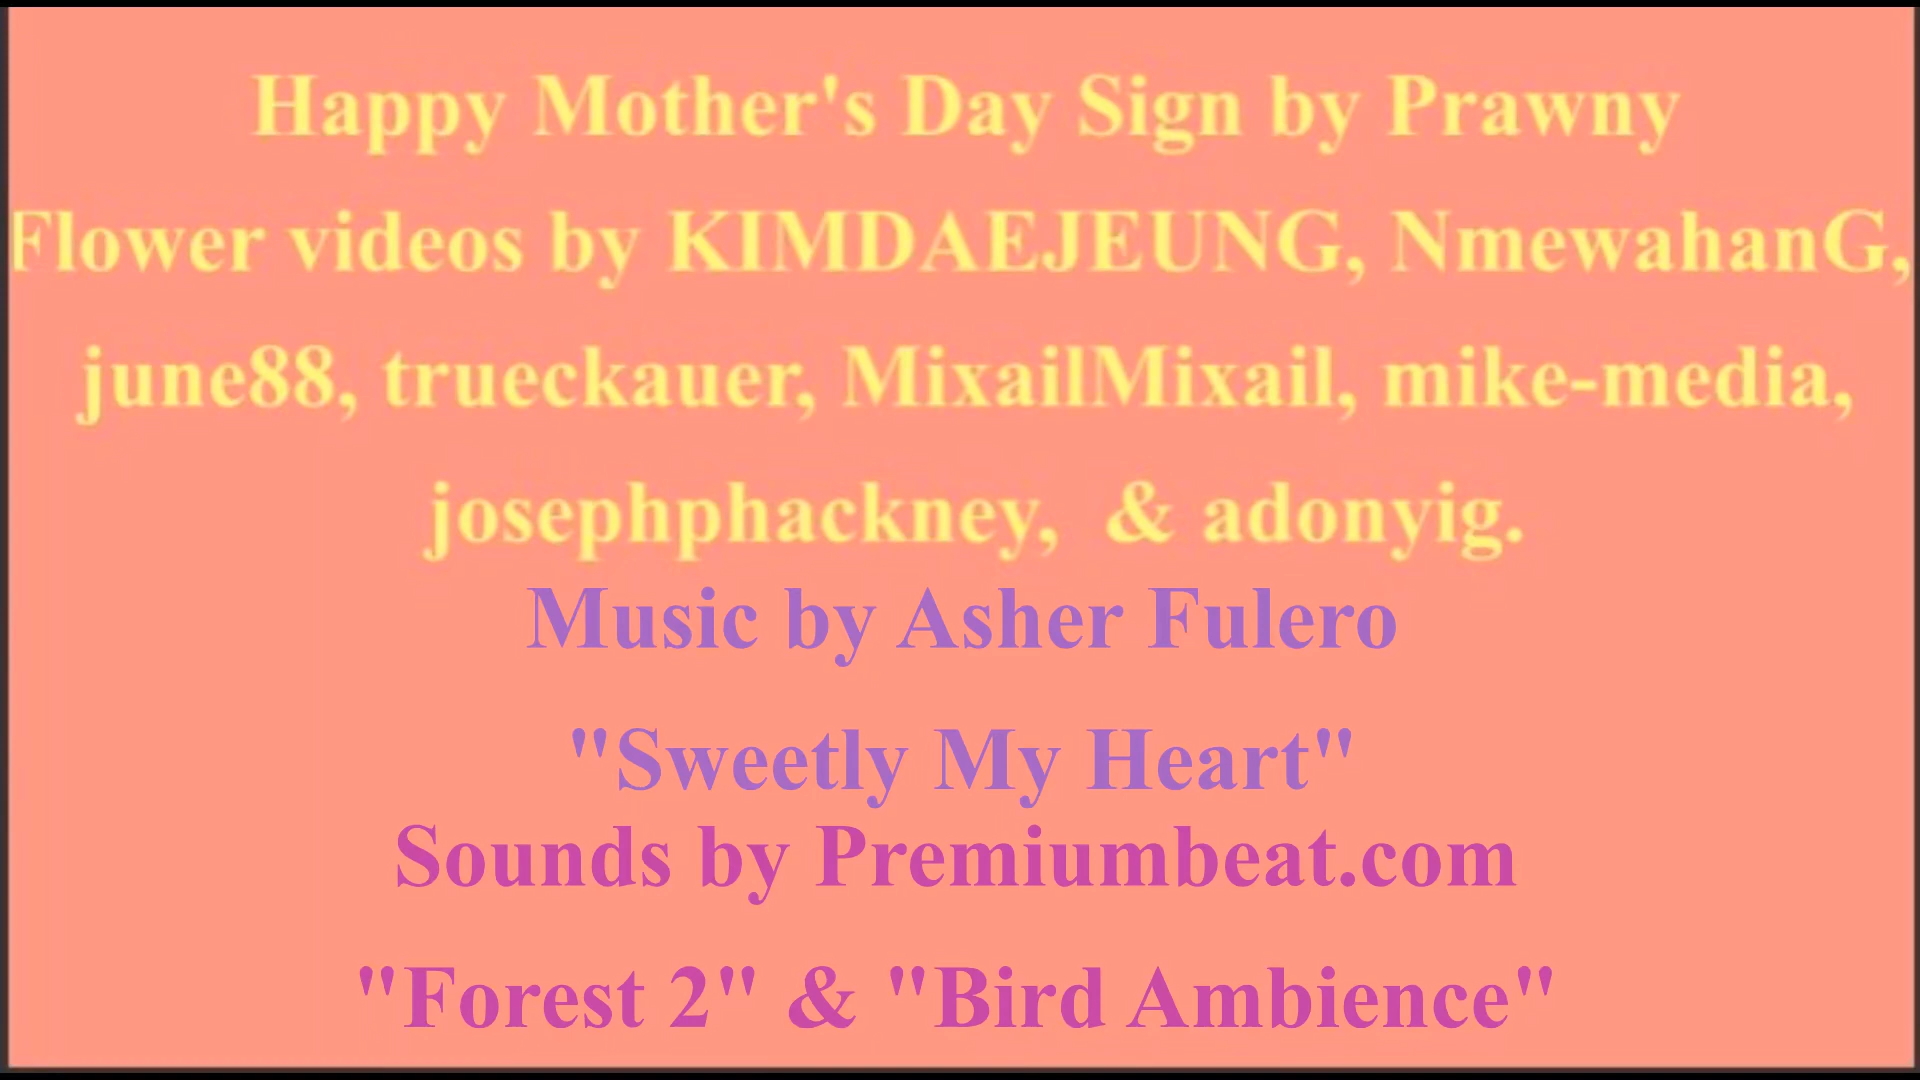 Happy Mother's Day Sign by Prawny
Flower videos by KIMDAEJEUNG, NmewahanG,
june88, trueckauer, MixailMixail, mike-media,
josephphackney,  & adonyig.
Music by Asher Fulero
"Sweetly My Heart"
Sounds by Premiumbeat.com
"Forest 2" & "Bird Ambience"